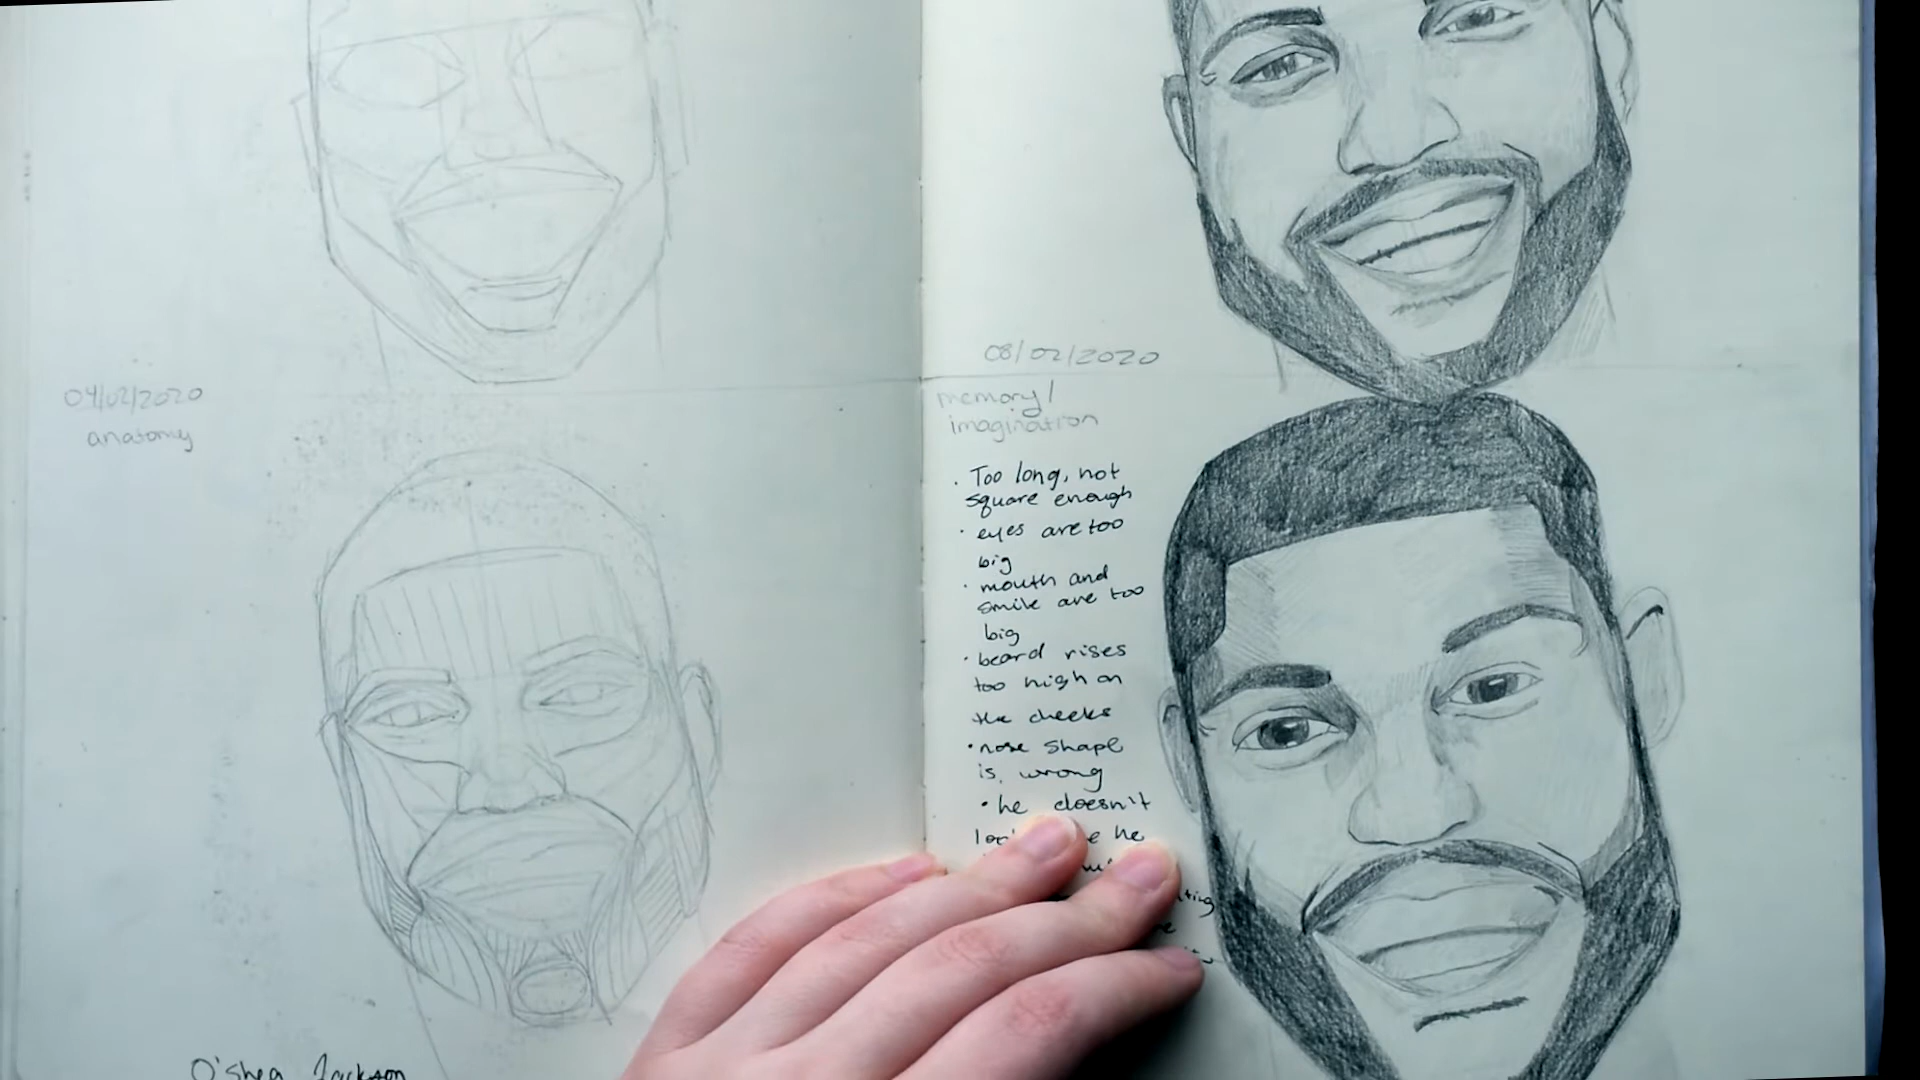 04/02/2020
anatomy
O'shea Jackson
08/02/2020
memory/
imagination
. Too long, not
square enough
· eyes are too
big
· mouth and
smile are too
big
· beard rises
too high on
the cheeks
· nose shape
is wrong
· he doesn't
he